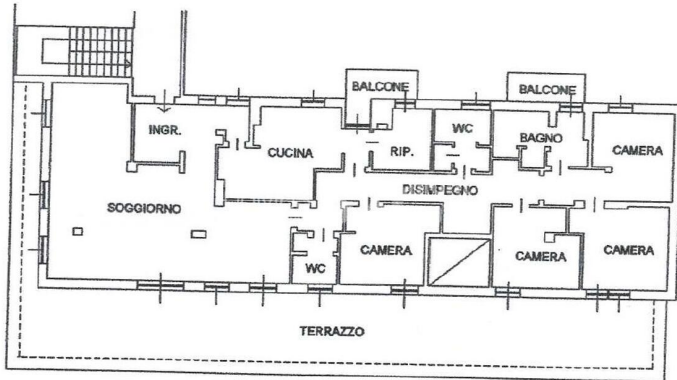 BALCONE
BALCONE
INGR.
WC
BAGNO
CUCINA
RIP.
CAMERA
DISIMPEGNO
SOGGIORNO
CAMERA
CAMERA
CAMERA
WC
TERRAZZO